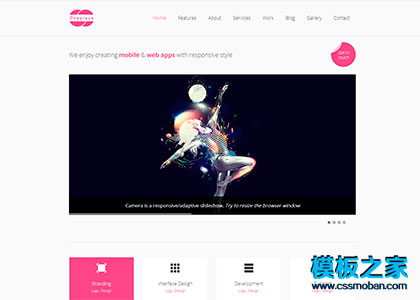 Onepiece
Home Features About Services Work Blog Gallery Contact
We enjoy creating mobile & web apps with responsive style
Get in
touch
Camera is a responsive/adaptive slideshow. Try to resize the browser window
Branding Interface Design Development
Logo, Design Logo, Design Logo, Design
模板之家
www.cssmoban.com